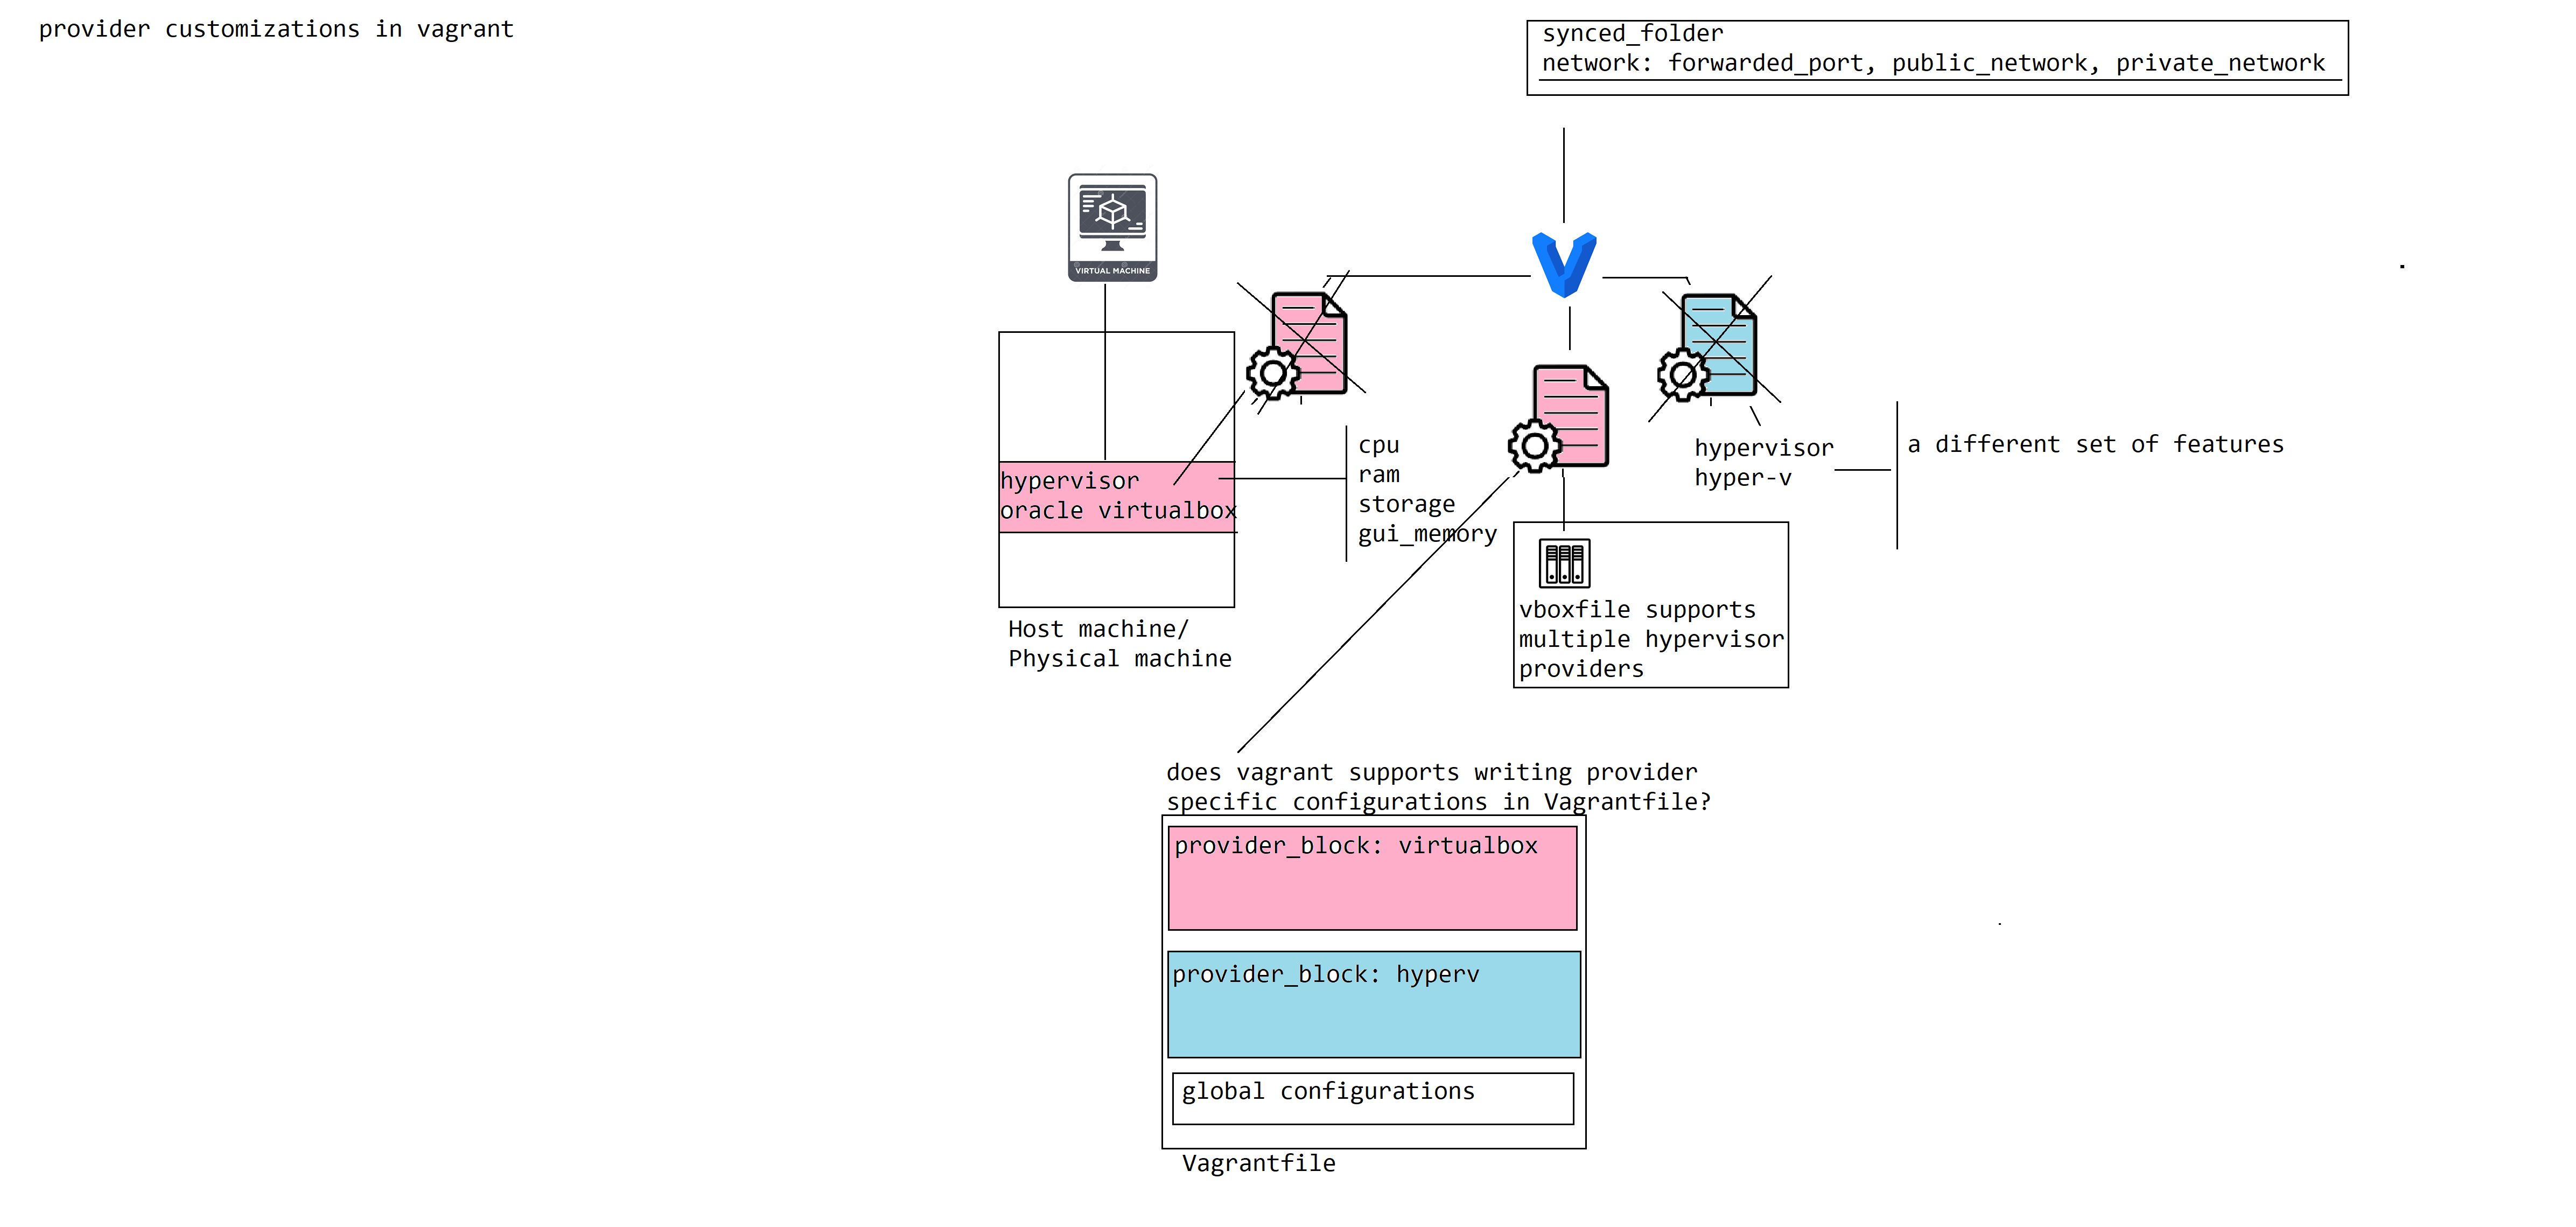 provider customizations in vagrant
synced_folder
network: forwarded_port, public_network, private_network
VIRTUAL MACHINE
hypervisor
oracle virtualbox
Host machine/
Physical machine
cpu
ram
storage
gui_memory
hypervisor
hyper-v
a different set of features
vboxfile supports
multiple hypervisor
providers
does vagrant supports writing provider
specific configurations in Vagrantfile?
provider_block: virtualbox
provider_block: hyperv
global configurations
Vagrantfile